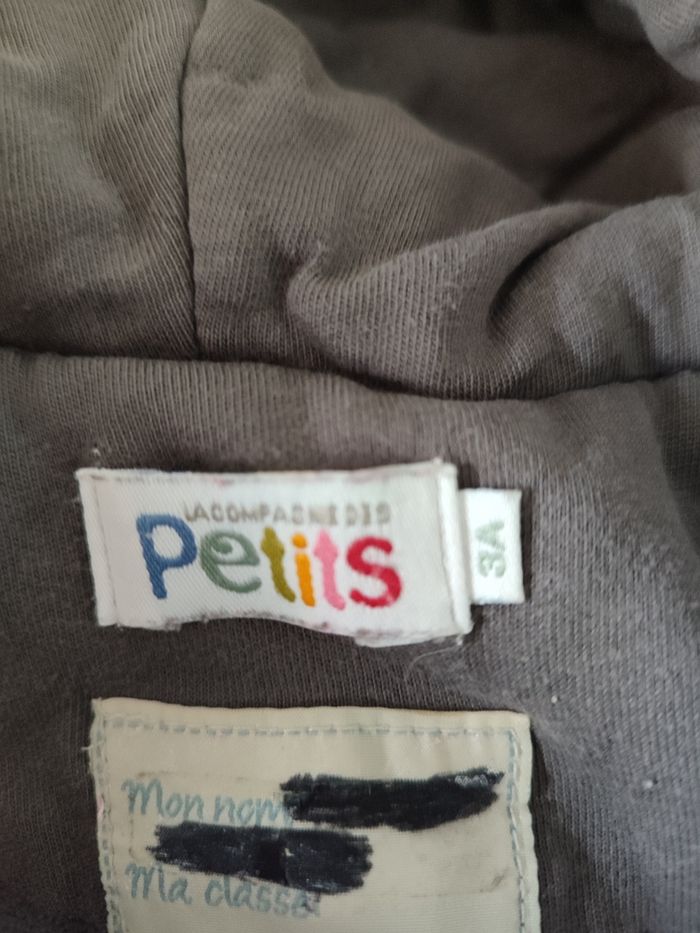 LA COMPAGNIE DES
Petits
3A
Mon nom
Ma classe